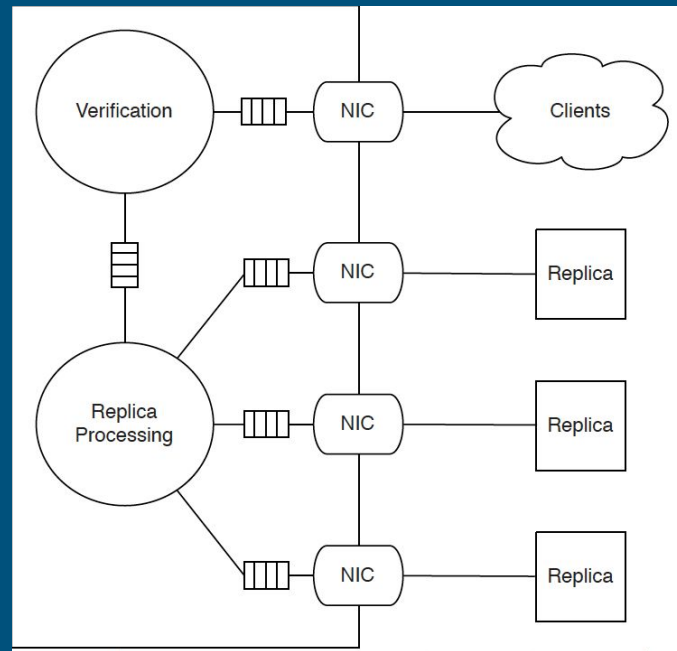 Verification
NIC
Clients
NIC
Replica
Replica
Processing
NIC
Replica
NIC
Replica